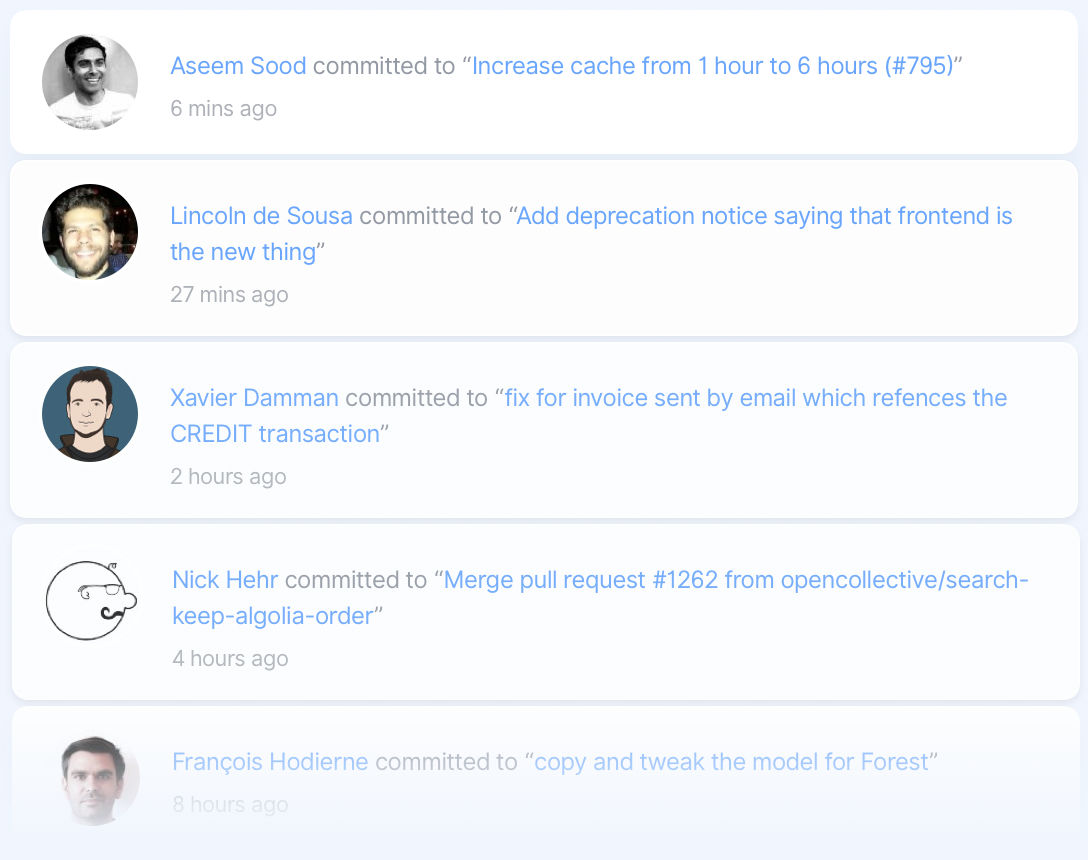 Aseem Sood committed to “Increase cache from 1 hour to 6 hours (#795)”
6 mins ago
Lincoln de Sousa committed to “Add deprecation notice saying that frontend is
the new thing”
27 mins ago
Xavier Damman committed to “fix for invoice sent by email which refences the
CREDIT transaction”
2 hours ago
Nick Hehr committed to “Merge pull request #1262 from opencollective/search-
keep-algolia-order”
4 hours ago
François Hodierne committed to “copy and tweak the model for Forest”
8 hours ago